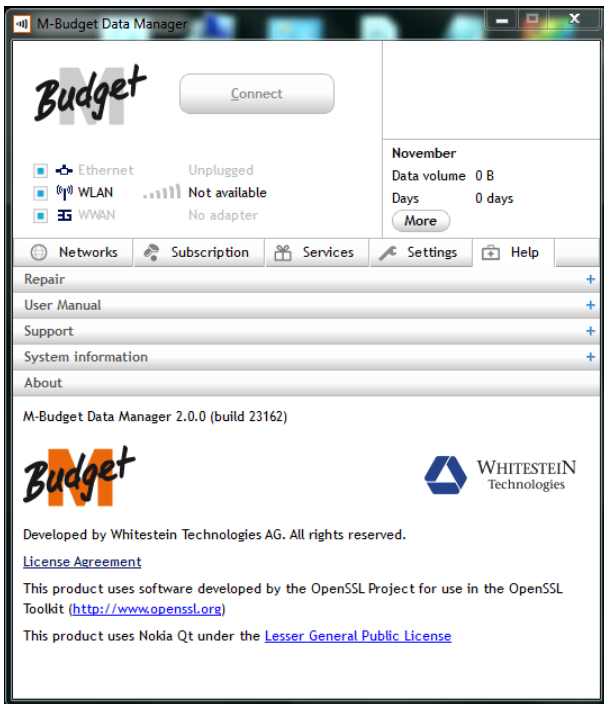 M-Budget Data Manager
M Budget
Connect
Ethernet Unplugged
WLAN Not available
3G WWAN No adapter
November
Data volume 0 B
Days 0 days
More
Networks Subscription Services Settings Help
Repair +
User Manual +
Support +
System information +
About
M-Budget Data Manager 2.0.0 (build 23162)
M Budget
WHITESTEIN
Technologies
Developed by Whitestein Technologies AG. All rights reserved.
License Agreement
This product uses software developed by the OpenSSL Project for use in the OpenSSL
Toolkit (http://www.openssl.org)
This product uses Nokia Qt under the Lesser General Public License